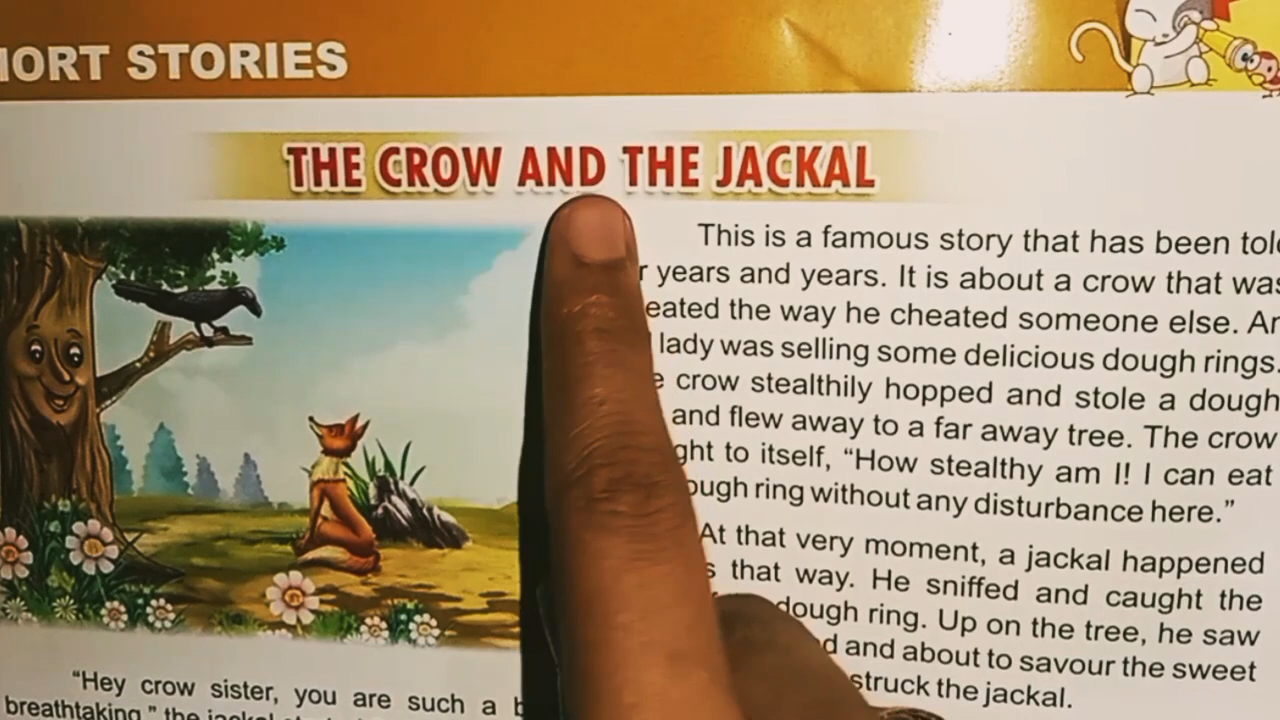 ORT STORIES
THE CROW AND THE JACKAL
This is a famous story that has been
years and years. It is about a crow that
the way he cheated someone else.
lady was selling some delicious dough rings.
crow stealthily hopped and stole a dough
and flew away to a far away tree. The crow
to itself, “How stealthy am I! I can eat
ring without any disturbance here.”
At that very moment, a jackal happened
that way. He sniffed and caught the
dough ring. Up on the tree, he saw
and about to savour the sweet
struck the jackal.
“Hey crow sister, you are such a
breathtaking,” the jackal